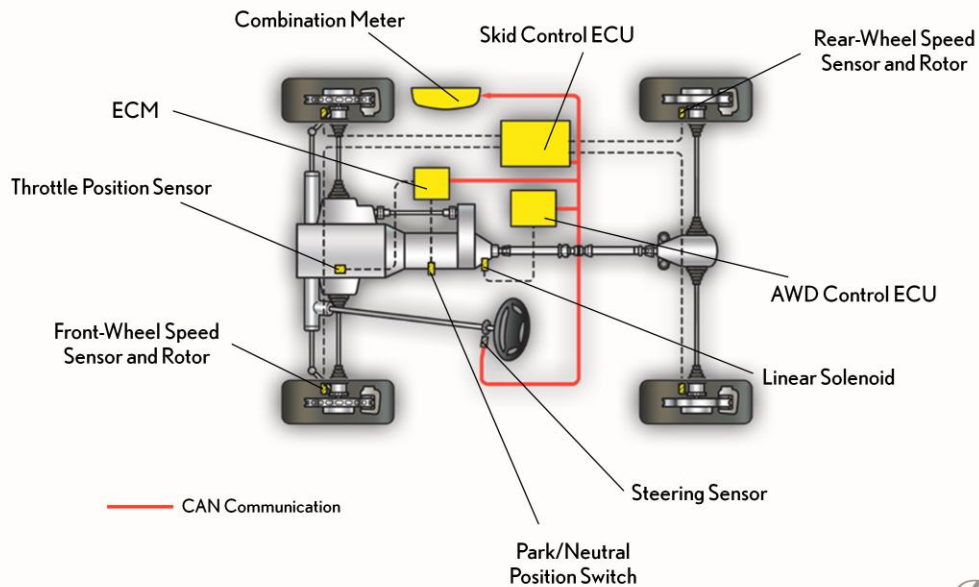 Combination Meter
Skid Control ECU
Rear-Wheel Speed
Sensor and Rotor
ECM
Throttle Position Sensor
AWD Control ECU
Front-Wheel Speed
Sensor and Rotor
Linear Solenoid
Steering Sensor
CAN Communication
Park/Neutral
Position Switch